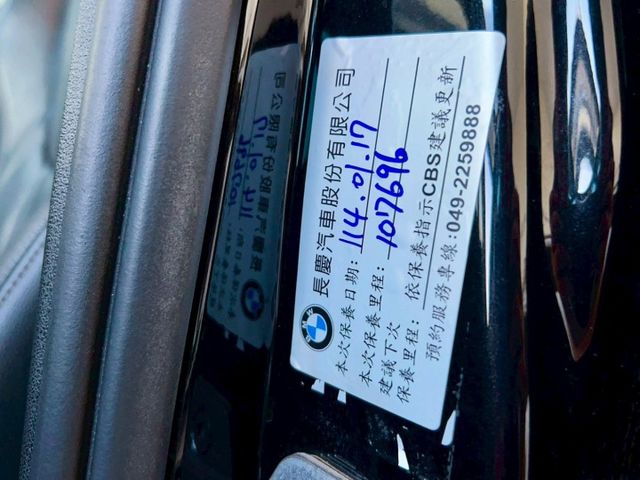 長慶汽車股份有限公司
本次保養日期: 114.01.17
本次保養里程: 107696
建議下次
保養里程: 依保養指示CBS建議更新
預約服務專線:049-2259888